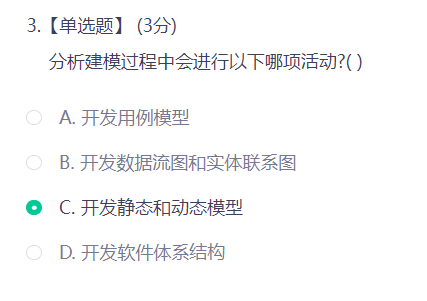 3.【单选题】 (3分)
分析建模过程中会进行以下哪项活动?( )
A. 开发用例模型
B. 开发数据流图和实体联系图
C. 开发静态和动态模型
D. 开发软件体系结构